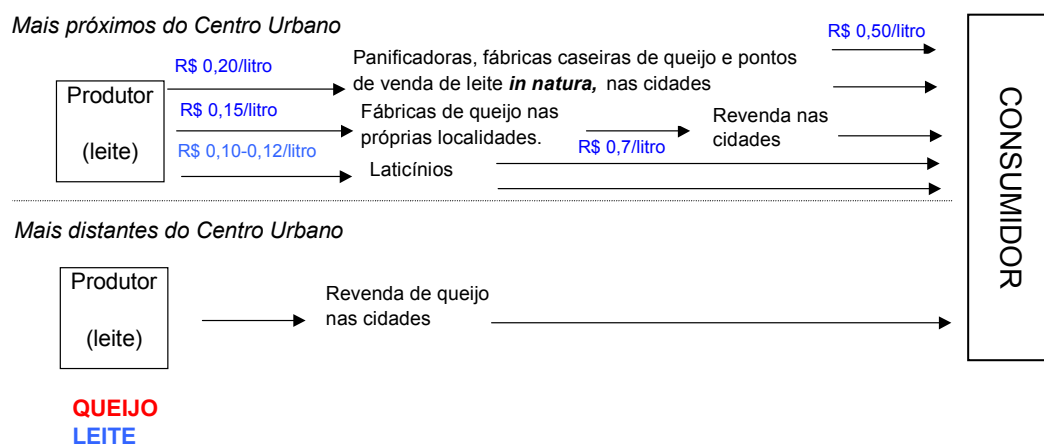 Mais próximos do Centro Urbano
R$ 0,50/litro
R$ 0,20/litro
Panificadoras, fábricas caseiras de queijo e pontos
de venda de leite in natura, nas cidades
Produtor
(leite)
R$ 0,15/litro
Fábricas de queijo nas
próprias localidades.
Revenda nas
cidades
R$ 0,10-0,12/litro
R$ 0,7/litro
Laticínios
CONSUMIDOR
Mais distantes do Centro Urbano
Produtor
(leite)
Revenda de queijo
nas cidades
QUEIJO
LEITE